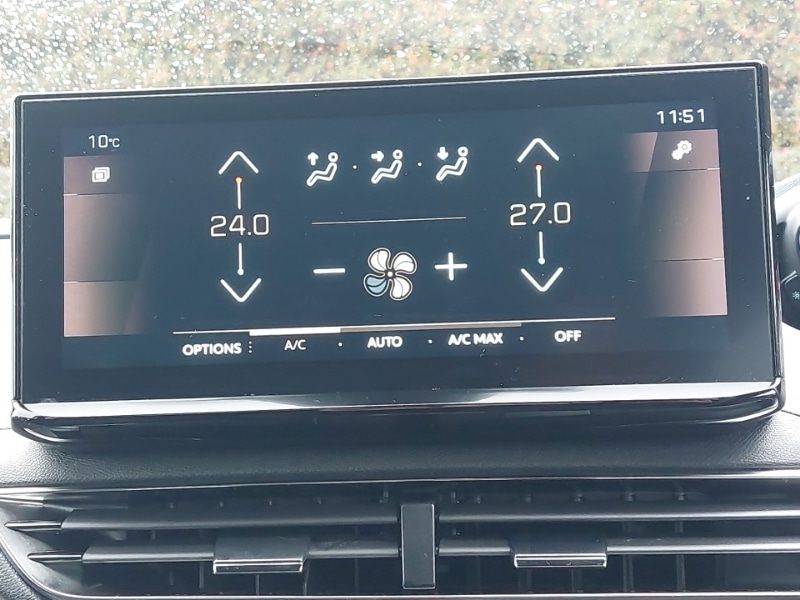 10°C
11:51
24.0
27.0
OPTIONS A/C AUTO A/C MAX OFF